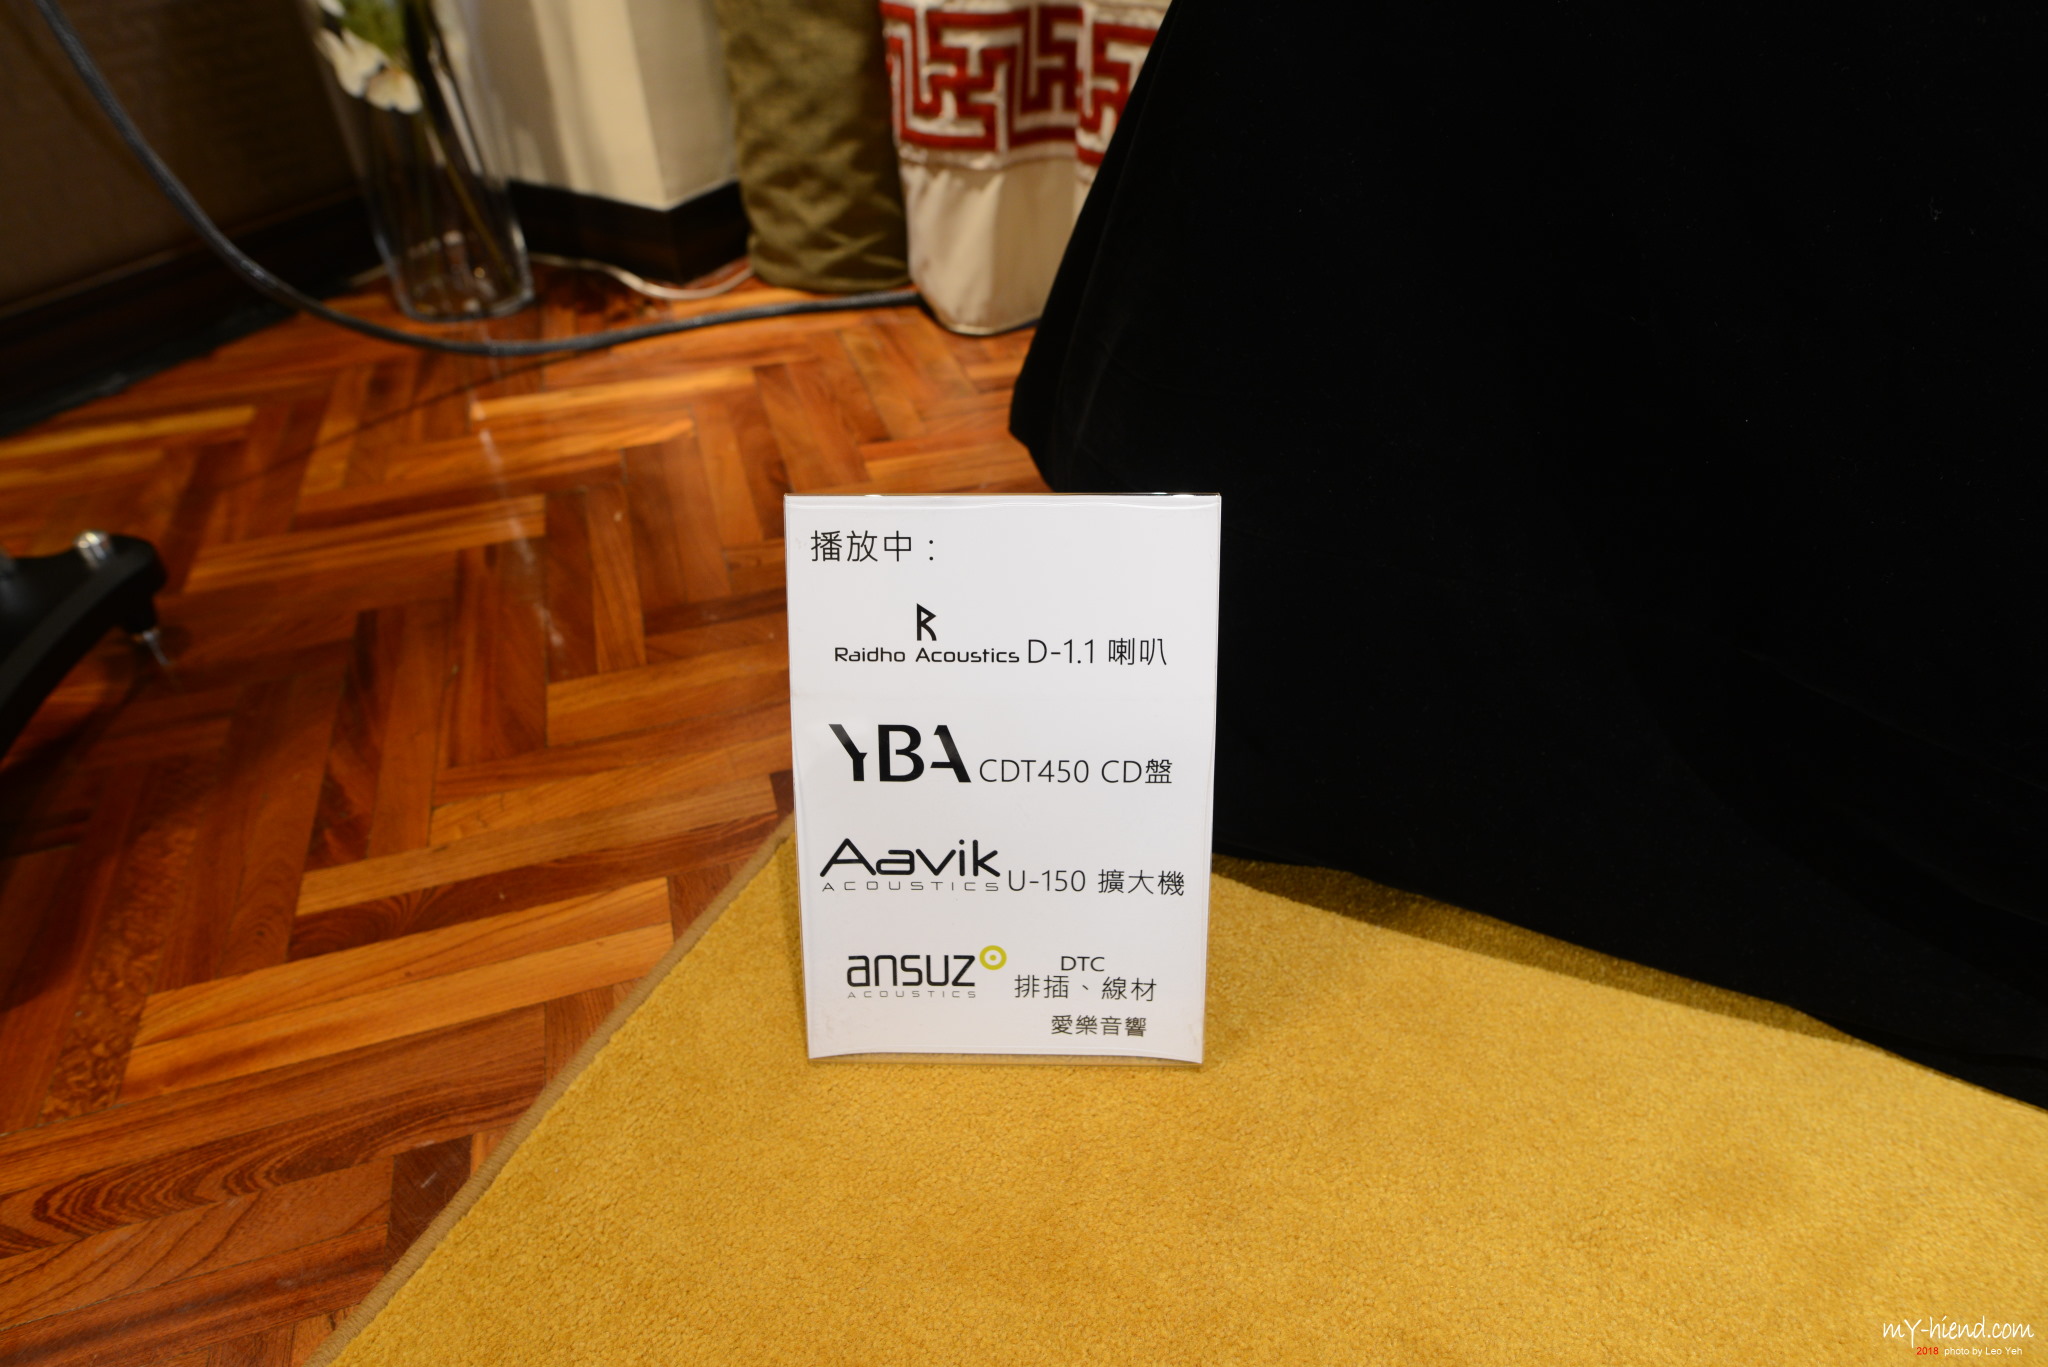 播放中：
R
Raidho Acoustics D-1.1 喇叭
YBA CDT450 CD盤
Aavik
ACOUSTICS U-150 擴大機
ansuz
ACOUSTICS
DTC
排插、線材
愛樂音響
mY-hiend.com
2018 photo by Leo Yeh